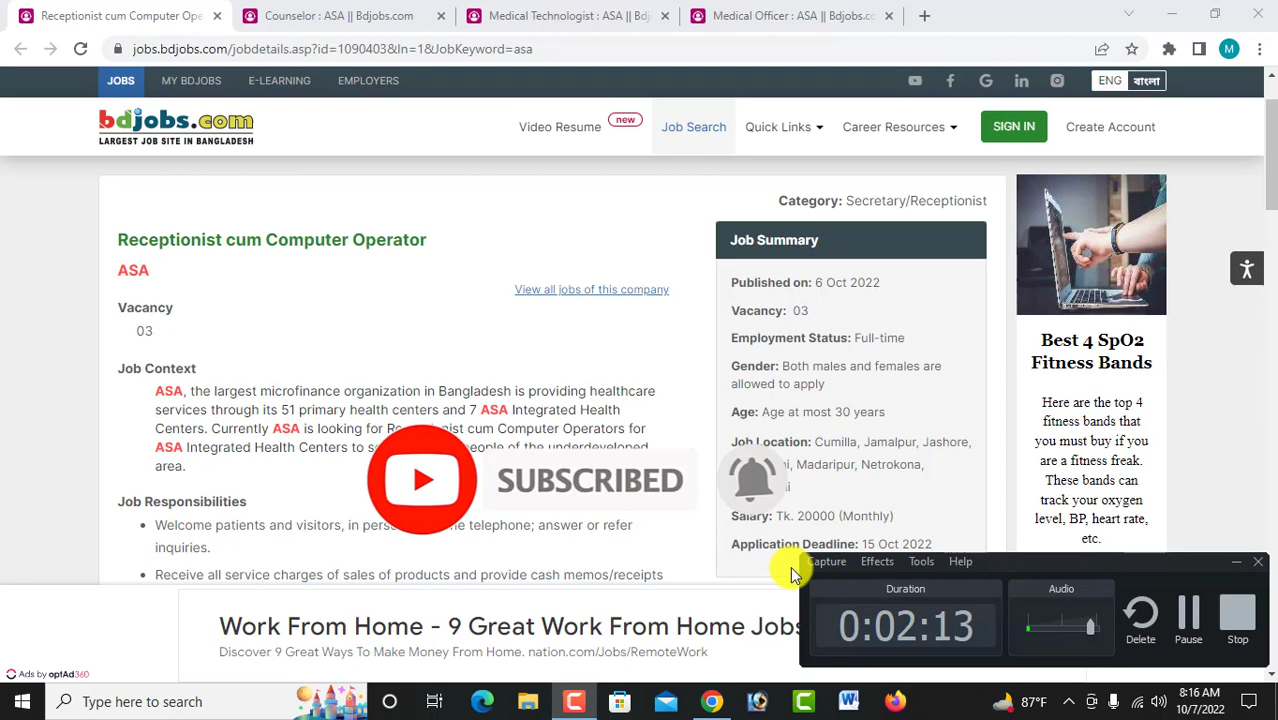 Receptionist cum Computer Ope
Counselor : ASA || Bdjobs.com
Medical Technologist : ASA || Bdj
Medical Officer : ASA || Bdjobs.co
jobs.bdjobs.com/jobdetails.asp?id=1090403&ln=1&JobKeyword=asa
M
JOBS
MY BDJOBS
E-LEARNING
EMPLOYERS
ENG
বাংলা
bdjobs.com
LARGEST JOB SITE IN BANGLADESH
Video Resume
new
Job Search
Quick Links
Career Resources
SIGN IN
Create Account
Category: Secretary/Receptionist
Receptionist cum Computer Operator
ASA
View all jobs of this company
Vacancy
03
Job Context
ASA, the largest microfinance organization in Bangladesh is providing healthcare
services through its 51 primary health centers and 7 ASA Integrated Health
Centers. Currently ASA is looking for Receptionist cum Computer Operators for
ASA Integrated Health Centers to people of the underdeveloped
area.
Job Responsibilities
Welcome patients and visitors, in telephone; answer or refer
inquiries.
Receive all service charges of sales of products and provide cash memos/receipts
Job Summary
Published on: 6 Oct 2022
Vacancy: 03
Employment Status: Full-time
Gender: Both males and females are
allowed to apply
Age: Age at most 30 years
Job Location: Cumilla, Jamalpur, Jashore,
Madaripur, Netrokona,
Salary: Tk. 20000 (Monthly)
Application Deadline: 15 Oct 2022
SUBSCRIBED
Best 4 SpO2
Fitness Bands
Here are the top 4
fitness bands that
you must buy if you
are a fitness freak.
These bands can
track your oxygen
level, BP, heart rate,
etc.
Work From Home - 9 Great Work From Home Jobs
Discover 9 Great Ways To Make Money From Home. nation.com/Jobs/RemoteWork
Ads by optAd360
Capture
Effects
Tools
Help
Duration
0:02:13
Audio
Delete
Pause
Stop
Type here to search
87°F
8:16 AM
10/7/2022